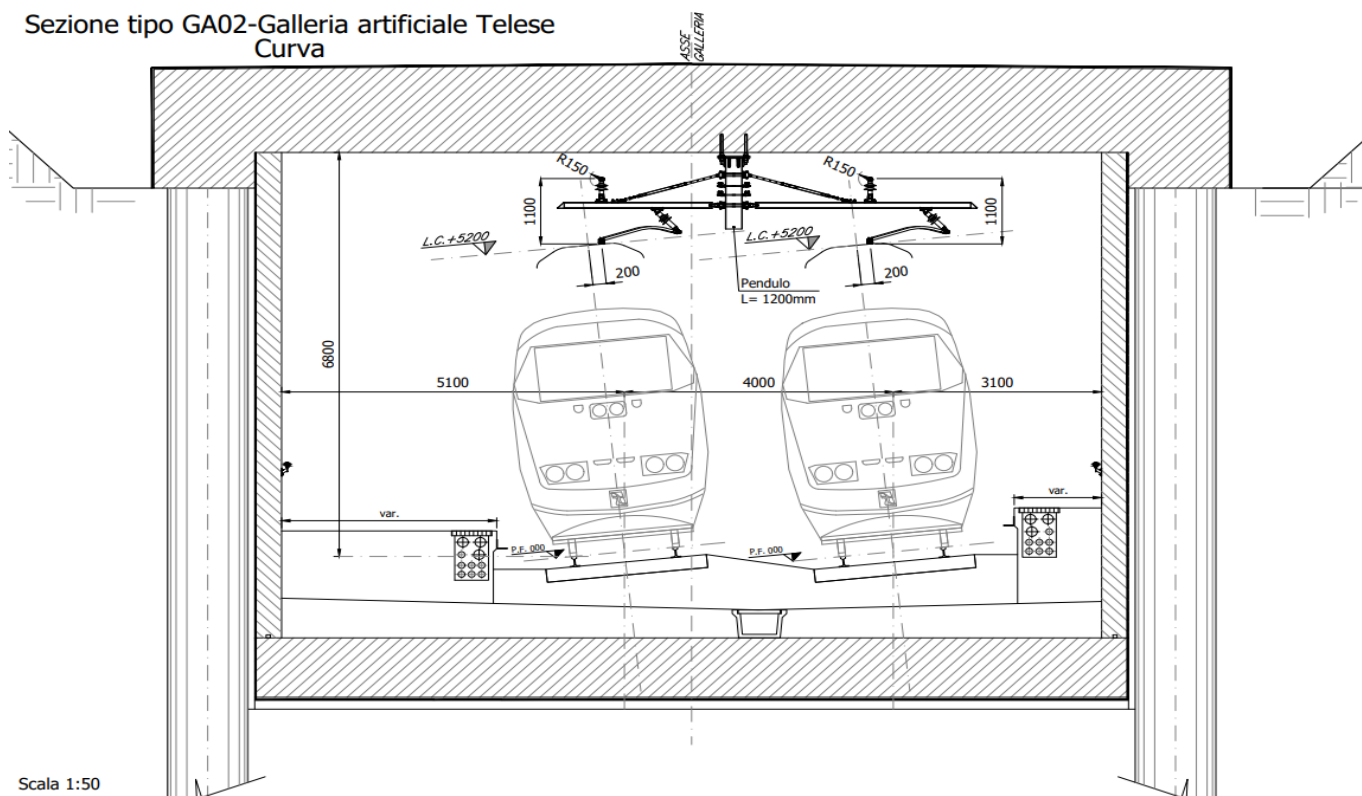 Sezione tipo GA02-Galleria artificiale Telese
Curva
ASSE
GALLERIA
R150
R150
1100
1100
L.C.+5200
L.C.+5200
200
200
Pendulo
L= 1200mm
6800
5100
4000
3100
var.
var.
P.F. 000
P.F. 000
Scala 1:50